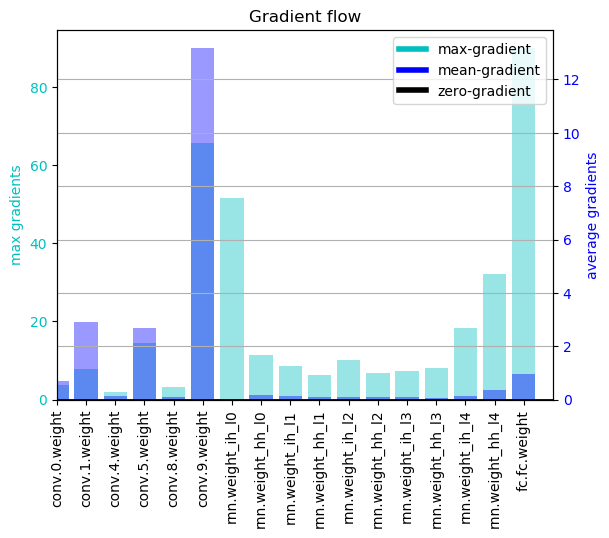 Gradient flow
max-gradient
mean-gradient
zero-gradient
max gradients
80
60
40
20
0
average gradients
12
10
8
6
4
2
0
conv.0.weight
conv.1.weight
conv.4.weight
conv.5.weight
conv.8.weight
conv.9.weight
rnn.weight_ih_l0
rnn.weight_hh_l0
rnn.weight_ih_l1
rnn.weight_hh_l1
rnn.weight_ih_l2
rnn.weight_hh_l2
rnn.weight_ih_l3
rnn.weight_hh_l3
rnn.weight_ih_l4
rnn.weight_hh_l4
fc.fc.weight